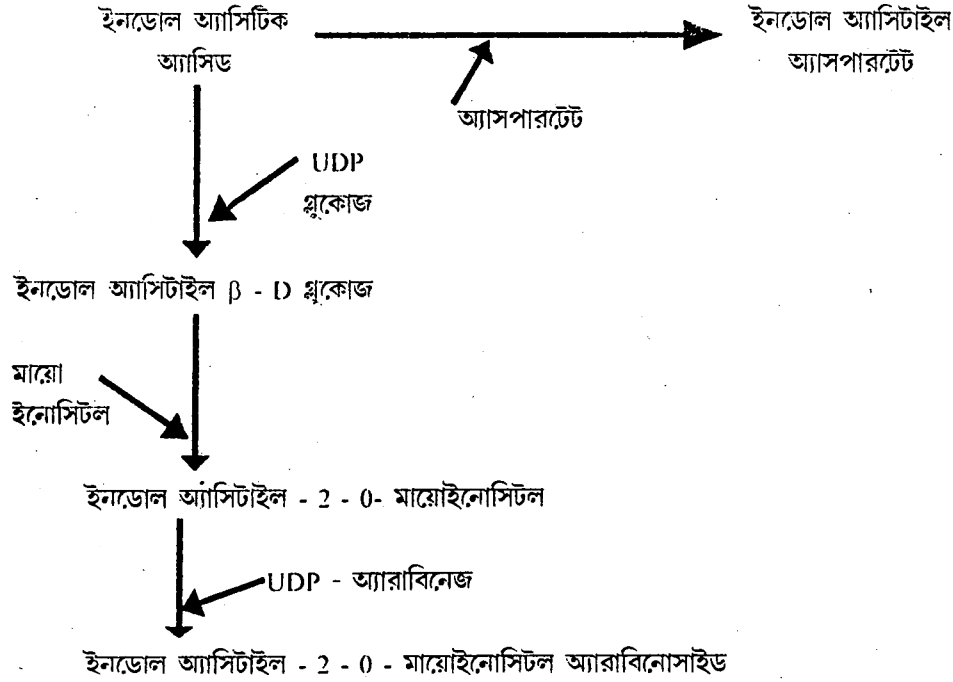 ইনডোল অ্যাসিটিক
অ্যাসিড
ইনডোল অ্যাসিটাইল
অ্যাসপারটেট
অ্যাসপারটেট
UDP
গ্লুকোজ
ইনডোল অ্যাসিটাইল β - D গ্লুকোজ
মায়ো
ইনোসিটল
ইনডোল অ্যাসিটাইল - 2 - 0- মায়োইনোসিটল
UDP - অ্যারাবিনেজ
ইনডোল অ্যাসিটাইল - 2 - 0 - মায়োইনোসিটল অ্যারাবিনোসাইড